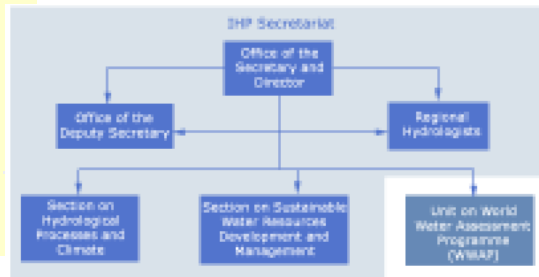 IHP Secretariat
Office of the
Secretary and
Director
Office of the
Deputy Secretary
Regional
Hydrologists
Section on
Hydrological
Processes and
Climate
Section on Sustainable
Water Resources
Development and
Management
Unit on World
Water Assessment
Programme
(WWAP)